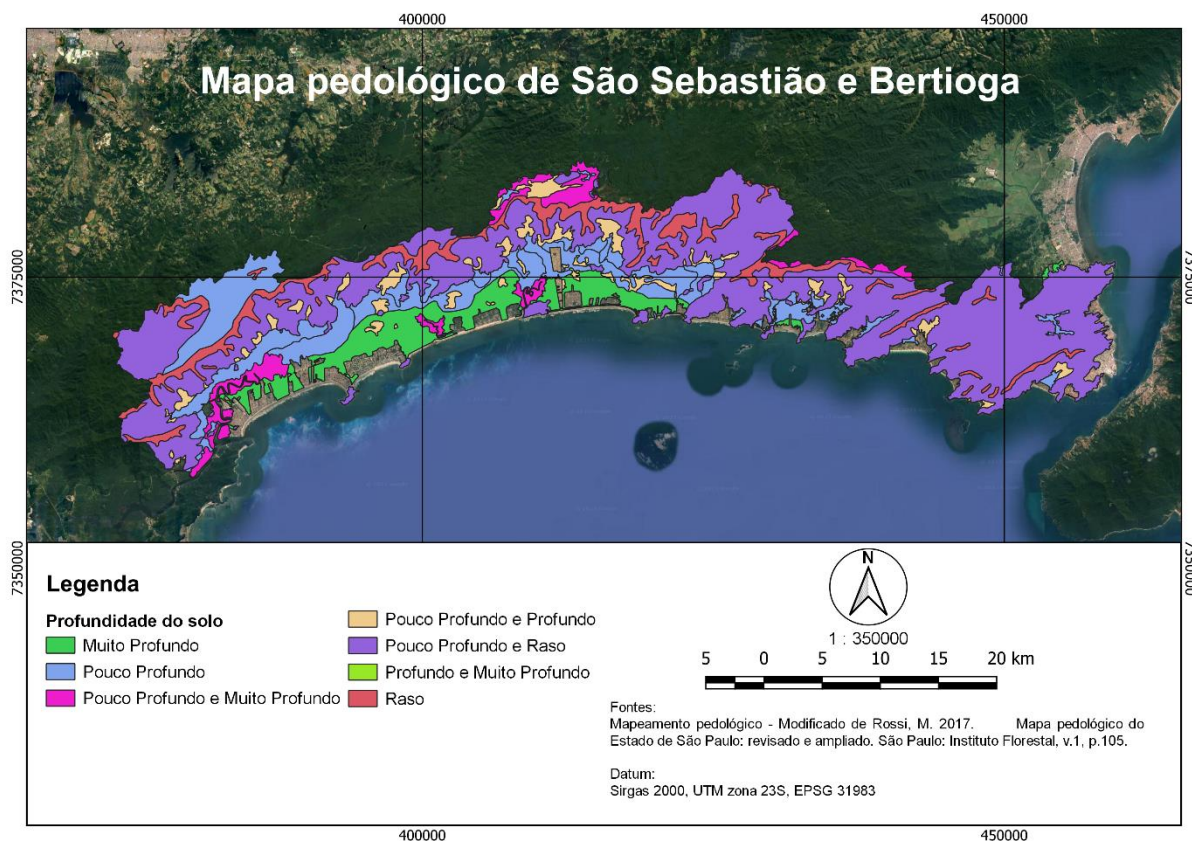 400000
450000
Mapa pedológico de São Sebastião e Bertioga
7375000
7375000
7350000
7350000
Legenda
Profundidade do solo
Muito Profundo
Pouco Profundo
Pouco Profundo e Muito Profundo
Pouco Profundo e Profundo
Pouco Profundo e Raso
Profundo e Muito Profundo
Raso
N
1 : 350000
5 0 5 10 15 20 km
Fontes:
Mapeamento pedológico - Modificado de Rossi, M. 2017. Mapa pedológico do
Estado de São Paulo: revisado e ampliado. São Paulo: Instituto Florestal, v.1, p.105.
Datum:
Sirgas 2000, UTM zona 23S, EPSG 31983
400000
450000